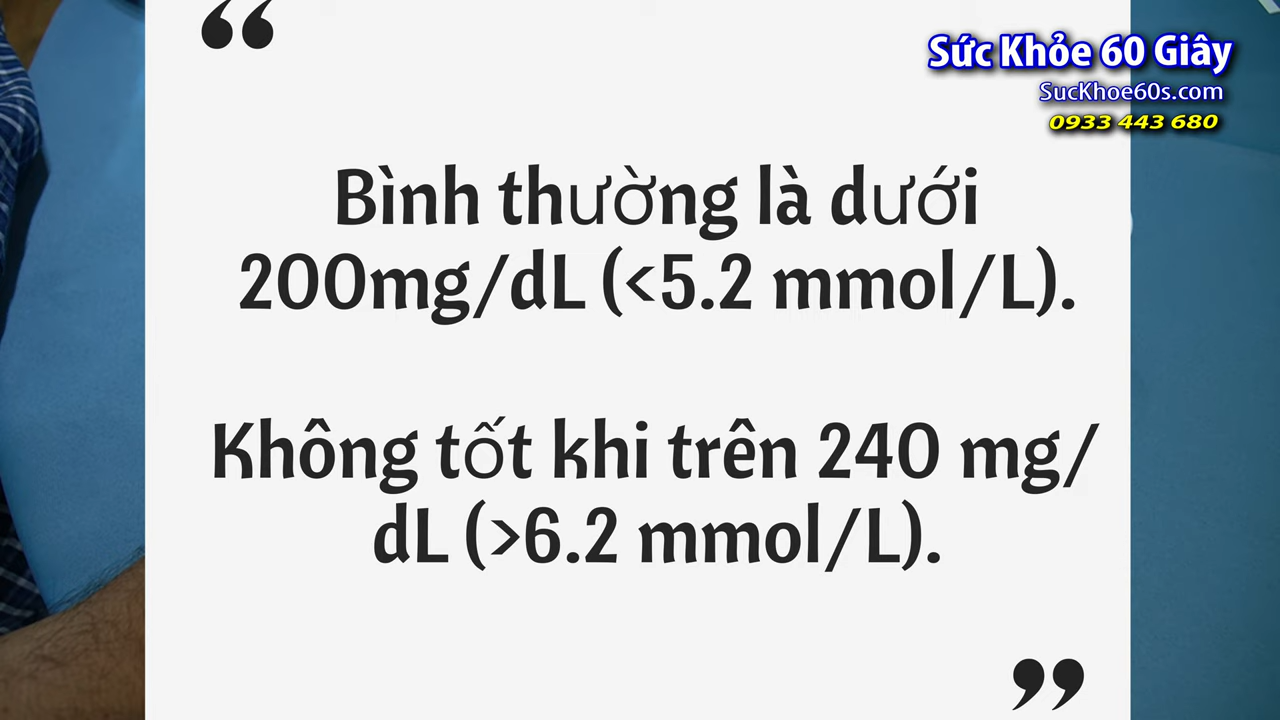 “
Sức Khỏe 60 Giây
SucKhoe60s.com
0933 443 680
Bình thường là dưới
200mg/dL (<5.2 mmol/L).
Không tốt khi trên 240 mg/
dL (>6.2 mmol/L).
”